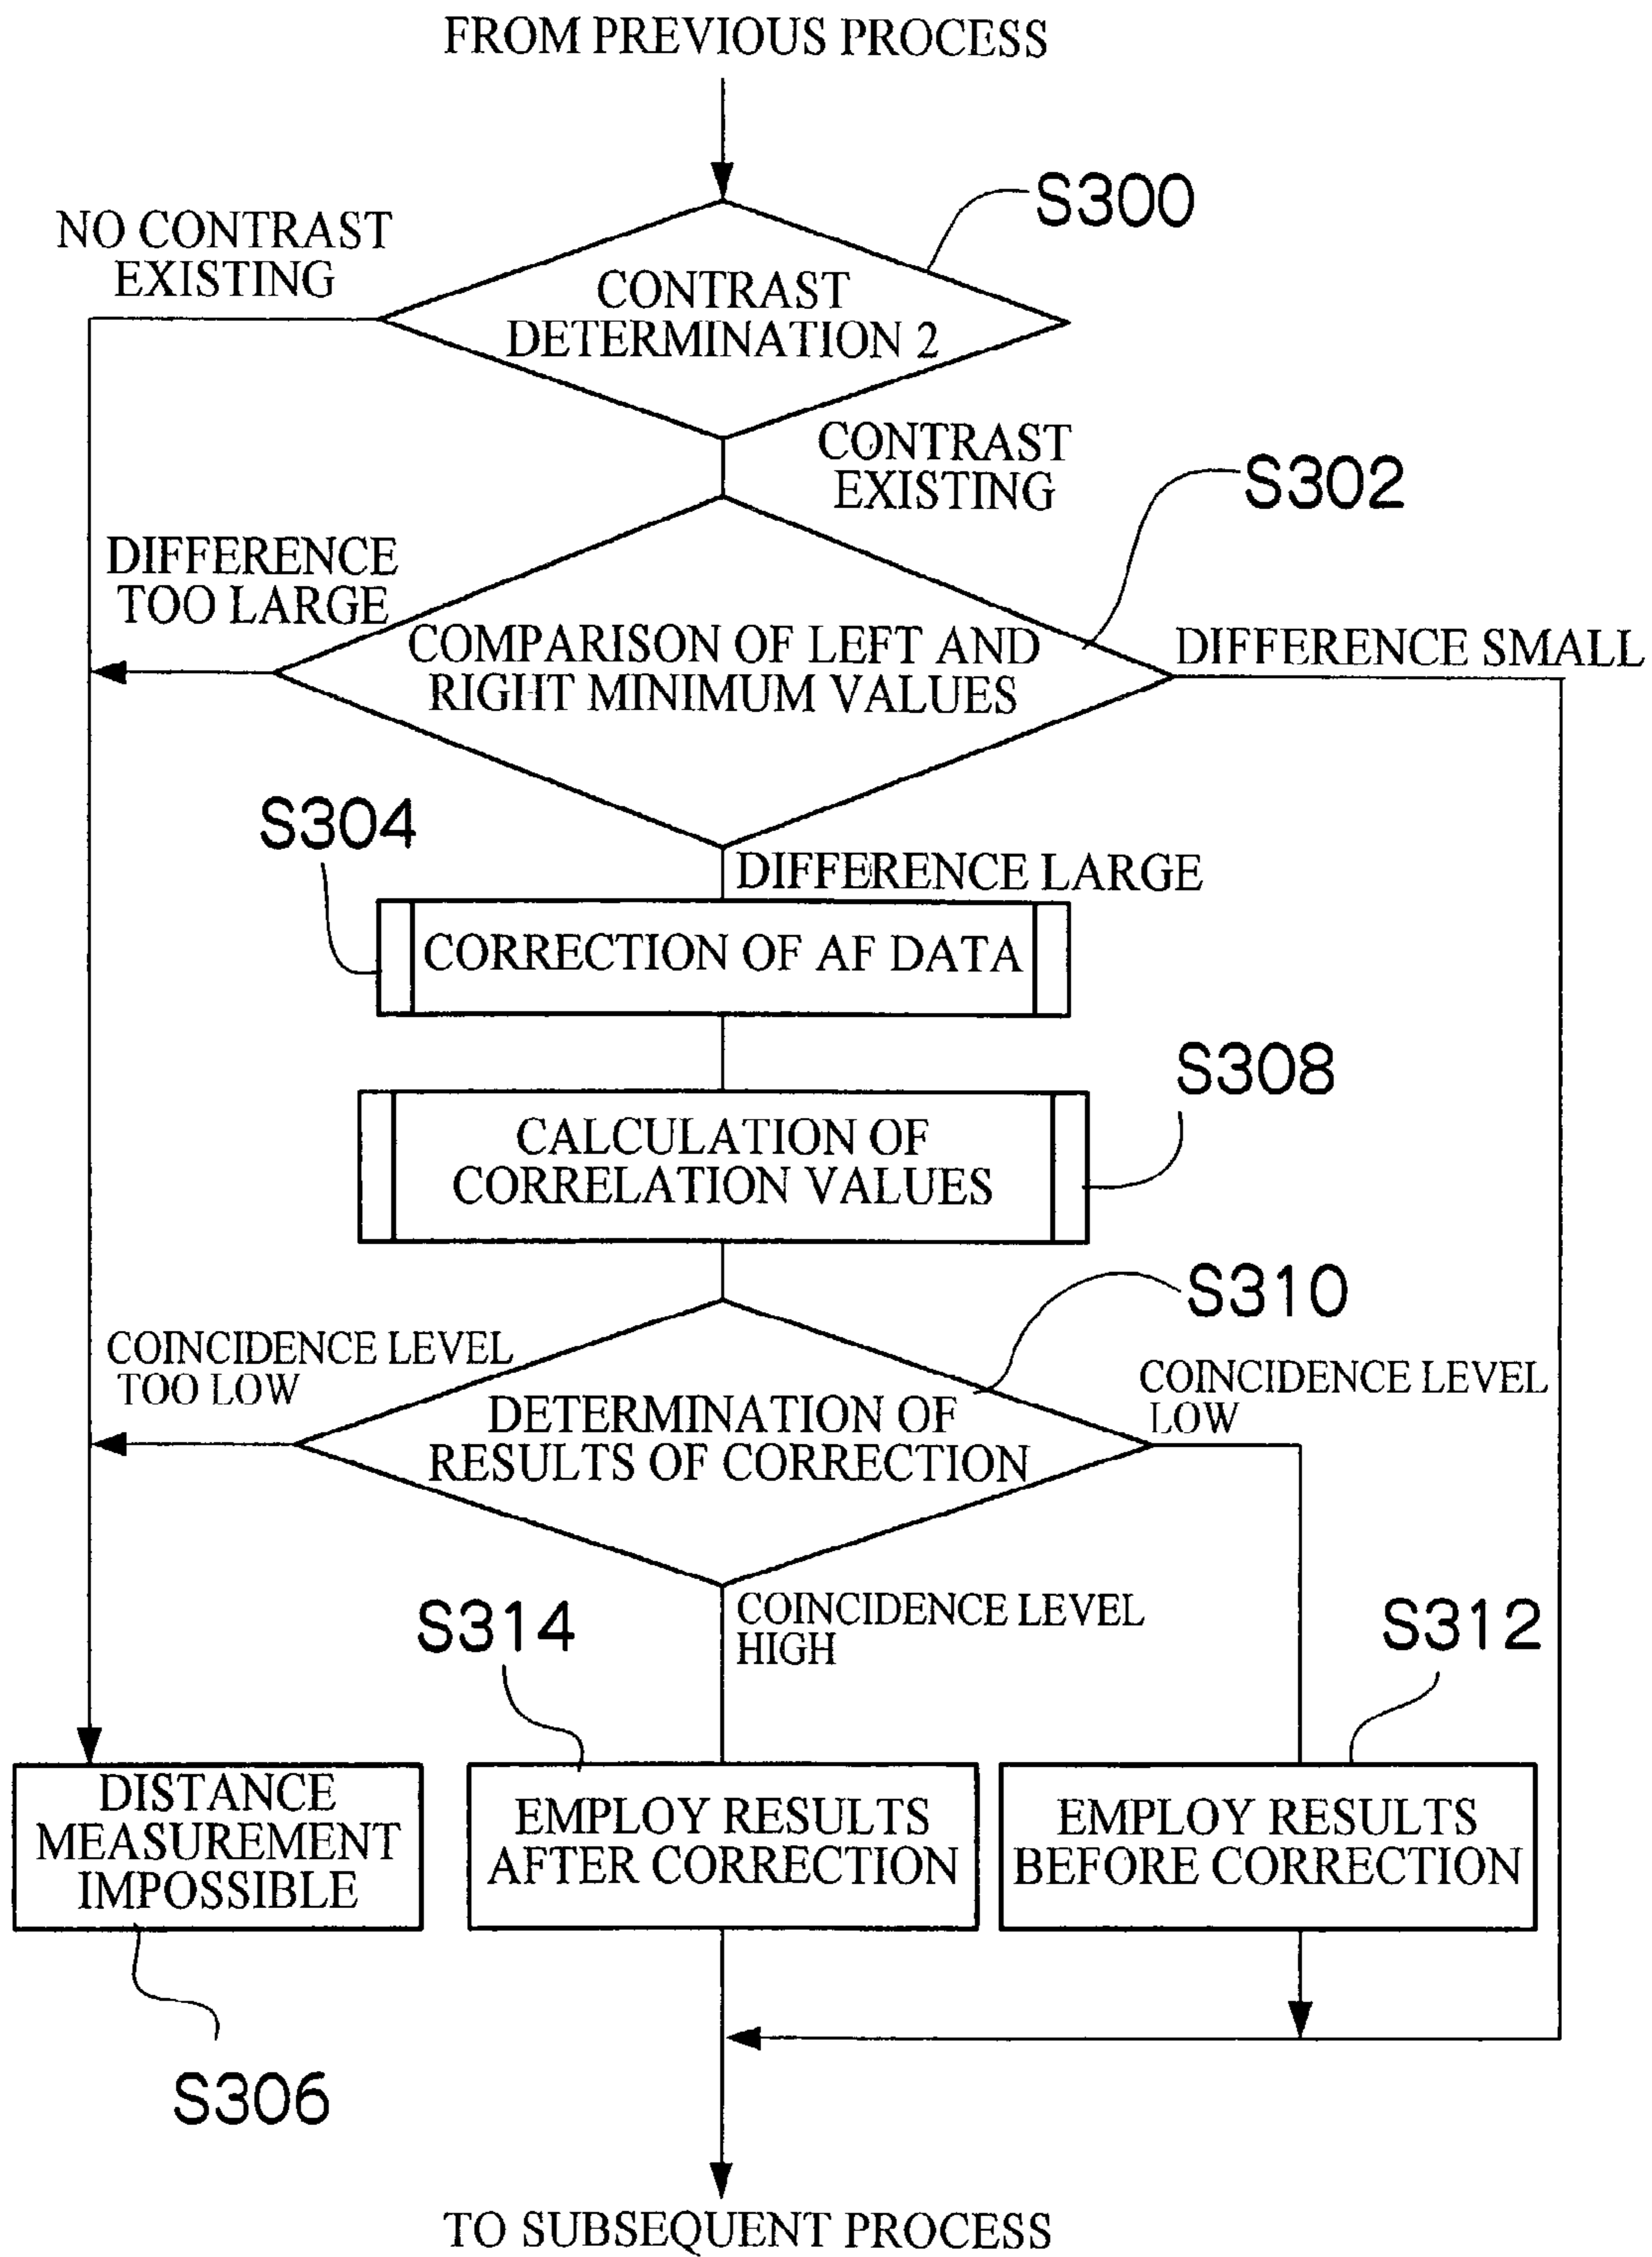 FROM PREVIOUS PROCESS
S300
NO CONTRAST
EXISTING
CONTRAST
DETERMINATION 2
CONTRAST
EXISTING
S302
DIFFERENCE
TOO LARGE
COMPARISON OF LEFT AND
RIGHT MINIMUM VALUES
DIFFERENCE SMALL
S304
DIFFERENCE LARGE
CORRECTION OF AF DATA
S308
CALCULATION OF
CORRELATION VALUES
S310
COINCIDENCE LEVEL
TOO LOW
DETERMINATION OF
RESULTS OF CORRECTION
COINCIDENCE LEVEL
LOW
S314
COINCIDENCE LEVEL
HIGH
S312
DISTANCE
MEASUREMENT
IMPOSSIBLE
EMPLOY RESULTS
AFTER CORRECTION
EMPLOY RESULTS
BEFORE CORRECTION
S306
TO SUBSEQUENT PROCESS